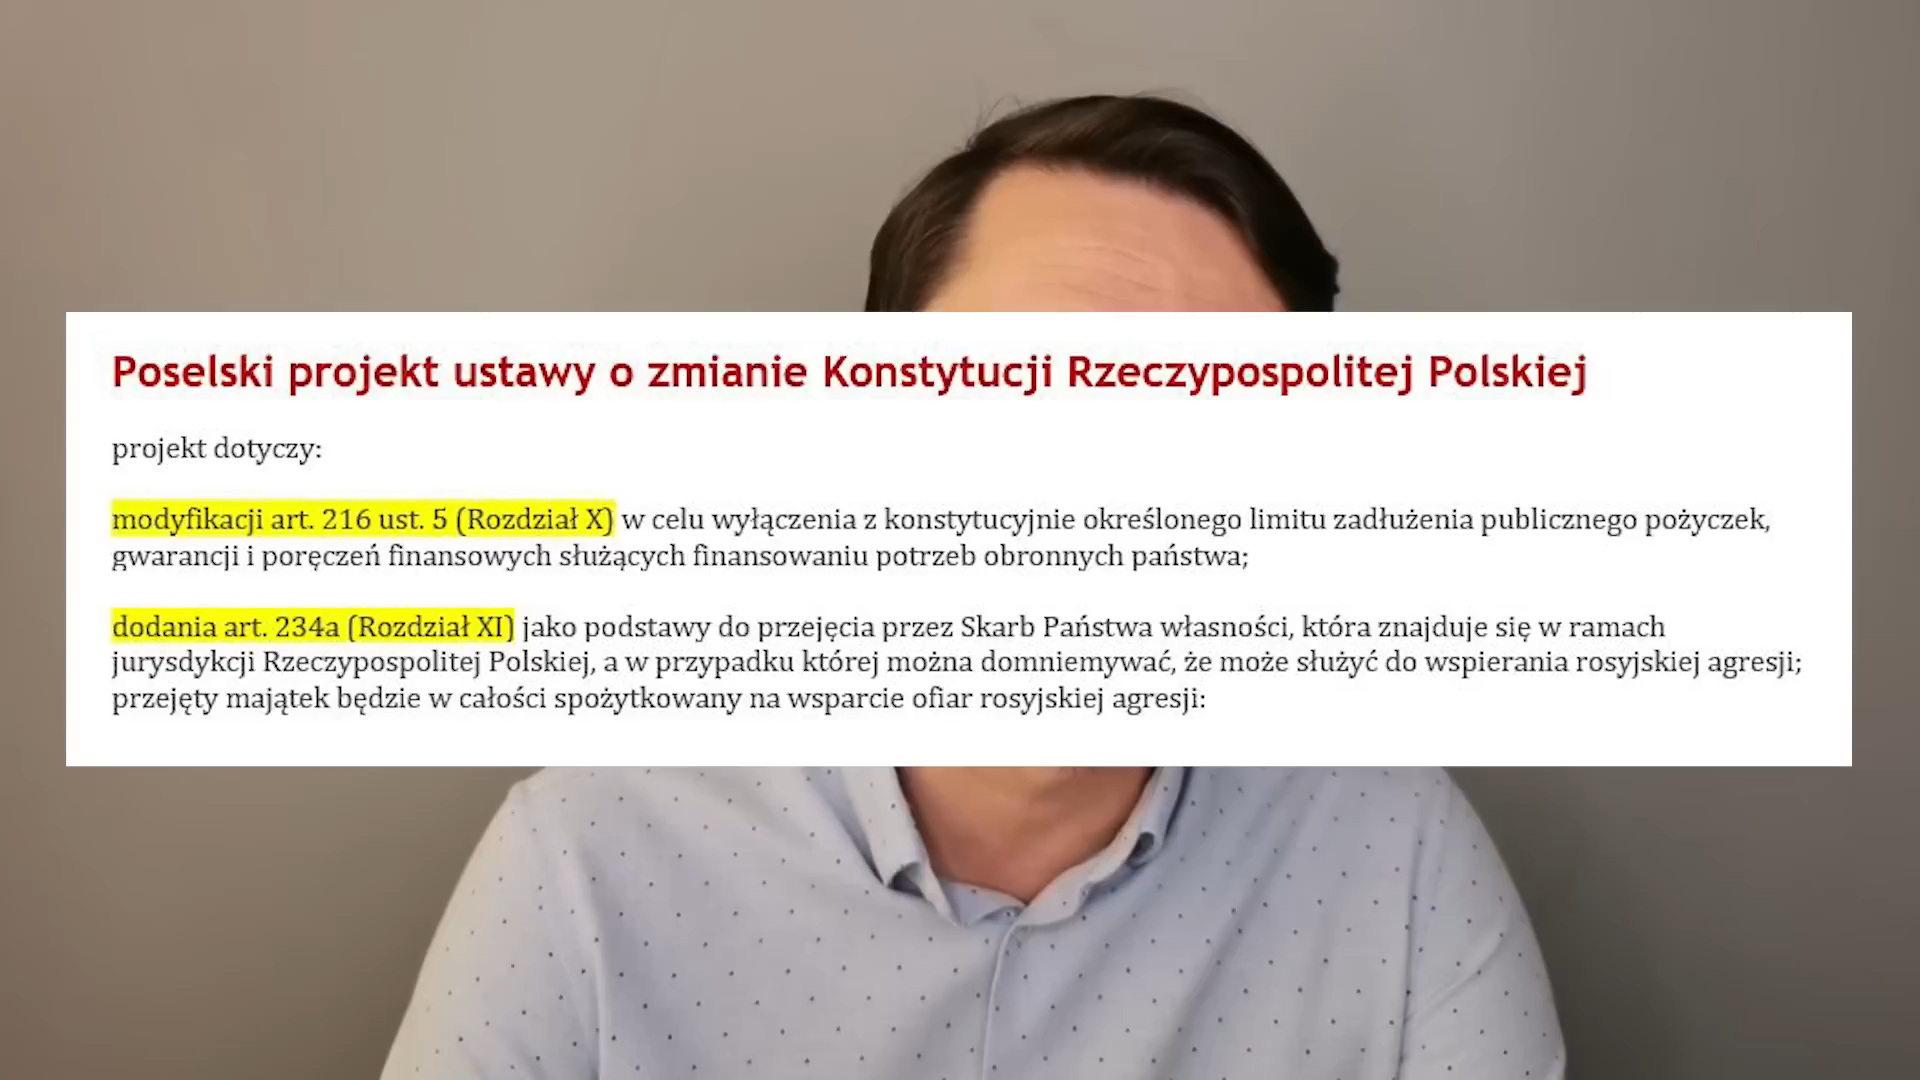 Poselski projekt ustawy o zmianie Konstytucji Rzeczypospolitej Polskiej
projekt dotyczy:
modyfikacji art. 216 ust. 5 (Rozdział X) w celu wyłączenia z konstytucyjnie określonego limitu zadłużenia publicznego pożyczek,
gwarancji i poręczeń finansowych służących finansowaniu potrzeb obronnych państwa;
dodania art. 234a (Rozdział XI) jako podstawy do przejęcia przez Skarb Państwa własności, która znajduje się w ramach
jurysdykcji Rzeczypospolitej Polskiej, a w przypadku której można domniemywać, że może służyć do wspierania rosyjskiej agresji;
przejęty majątek będzie w całości spożytkowany na wsparcie ofiar rosyjskiej agresji: